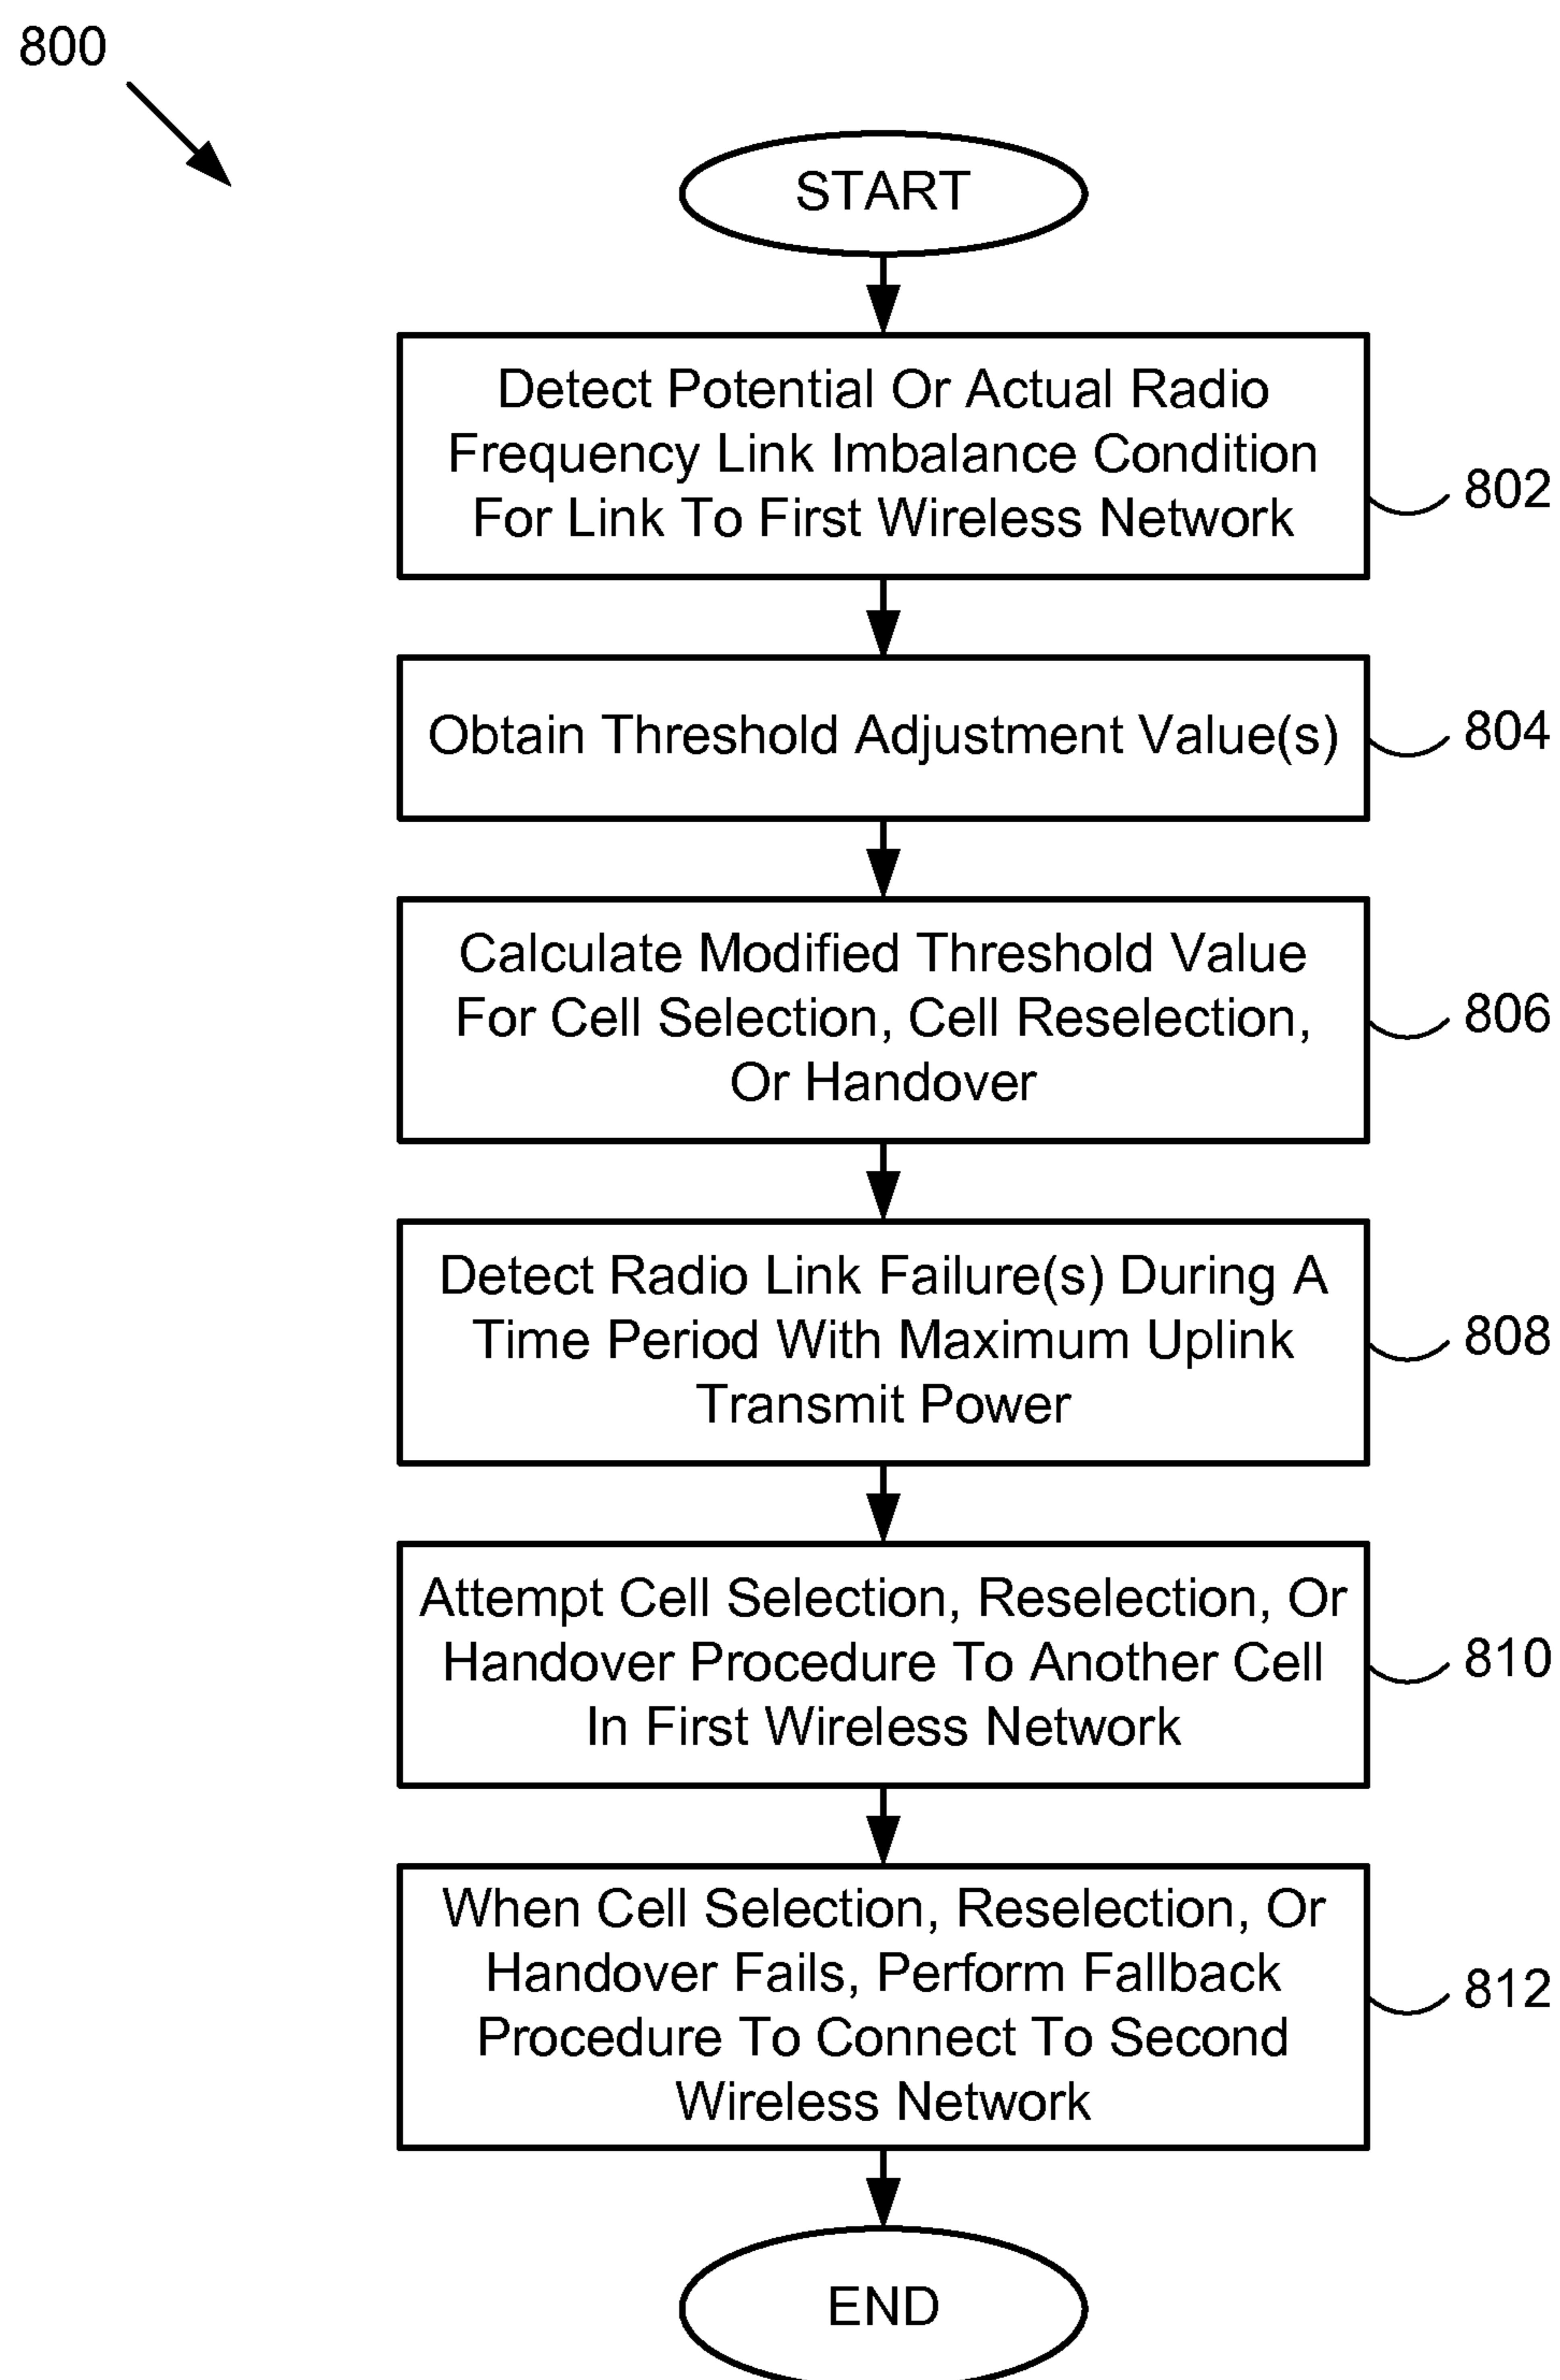 800
START
Detect Potential Or Actual Radio
Frequency Link Imbalance Condition
For Link To First Wireless Network
802
Obtain Threshold Adjustment Value(s)
804
Calculate Modified Threshold Value
For Cell Selection, Cell Reselection,
Or Handover
806
Detect Radio Link Failure(s) During A
Time Period With Maximum Uplink
Transmit Power
808
Attempt Cell Selection, Reselection, Or
Handover Procedure To Another Cell
In First Wireless Network
810
When Cell Selection, Reselection, Or
Handover Fails, Perform Fallback
Procedure To Connect To Second
Wireless Network
812
END